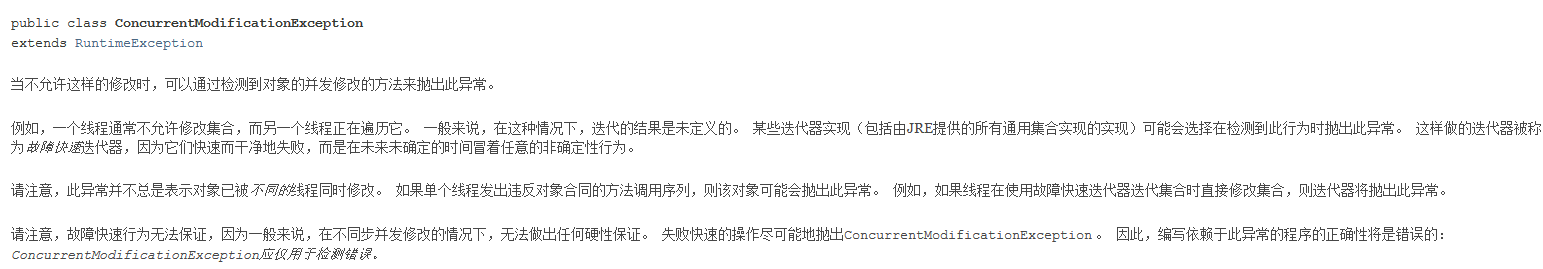 public class ConcurrentModificationException
extends RuntimeException
当不允许这样的修改时，可以通过检测到对象的并发修改的方法来抛出此异常。
例如，一个线程通常不允许修改集合，而另一个线程正在遍历它。 一般来说，在这种情况下，迭代的结果是未定义的。 某些迭代器实现（包括由JRE提供的所有通用集合实现的实现）可能会选择在检测到此行为时抛出此异常。 这样做的迭代器被称
为故障快速迭代器，因为它们快速而干净地失败，而是在未来未确定的时间冒着任意的非确定性行为。
请注意，此异常并不总是表示对象已被不同的线程同时修改。 如果单个线程发出违反对象合同的方法调用序列，则该对象可能会抛出此异常。 例如，如果线程在使用故障快速迭代器迭代集合时直接修改集合，则迭代器将抛出此异常。
请注意，故障快速行为无法保证，因为一般来说，在不同步并发修改的情况下，无法做出任何硬性保证。 失败快速的操作尽可能地抛出ConcurrentModificationException 。 因此，编写依赖于此异常的程序的正确性将是错误的：
ConcurrentModificationException应仅用于检测错误。